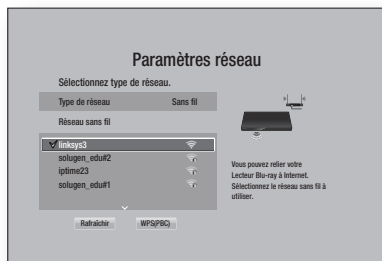 Paramètres réseau
Sélectionnez type de réseau.
Type de réseau Sans fil
Réseau sans fil
linksys3
solugen_edu#2
iptime23
solugen_edu#1
Vous pouvez relier votre
Lecteur Blu-ray à Internet.
Sélectionnez le réseau sans fil à
utiliser.
Rafraîchir WPS(PBC)